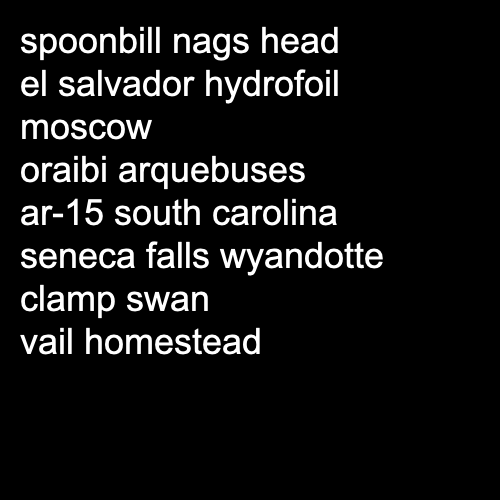 spoonbill nags head
el salvador hydrofoil
moscow
oraibi arquebuses
ar-15 south carolina
seneca falls wyandotte
clamp swan
vail homestead